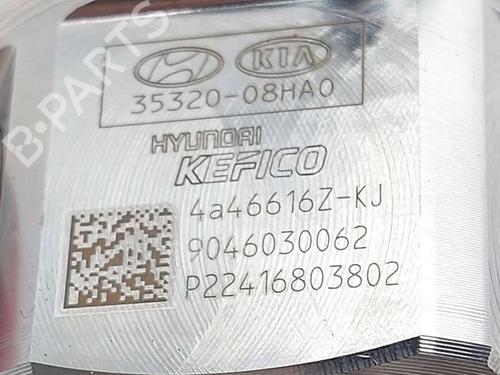 KIA
35320-08HA0
HYUNDAI
KEFICO
4a46616Z-KJ
9046030062
P22416803802
B-PARTS